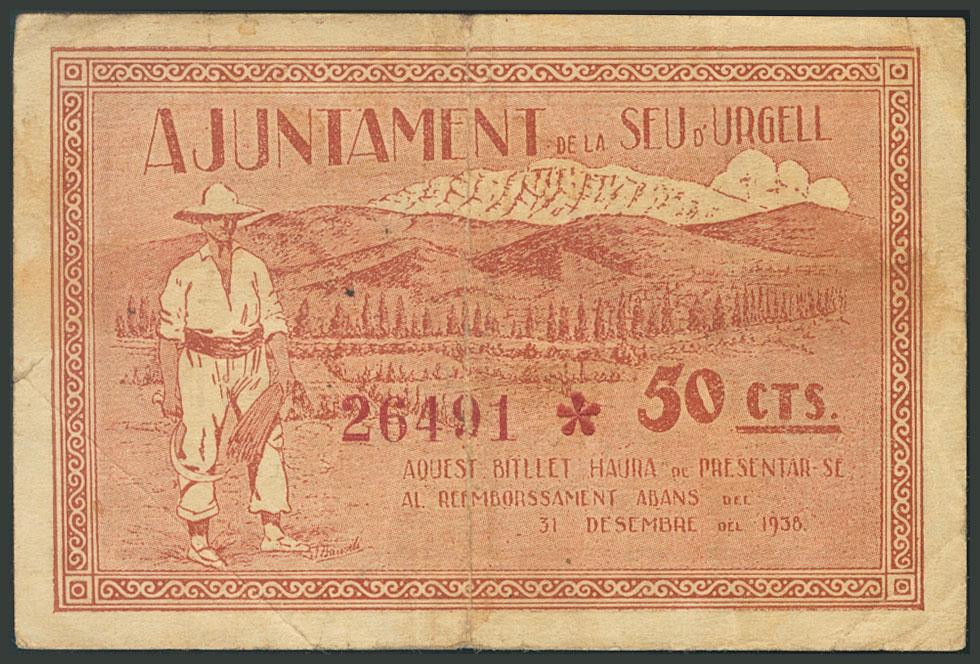 AJUNTAMENT DE LA SEU D'URGELL
26491 * 50 CTS.
AQUEST BITLLET HAURA DE PRESENTAR-SE
AL REEMBORSSAMENT ABANS DEL
31 DESEMBRE DEL 1938.